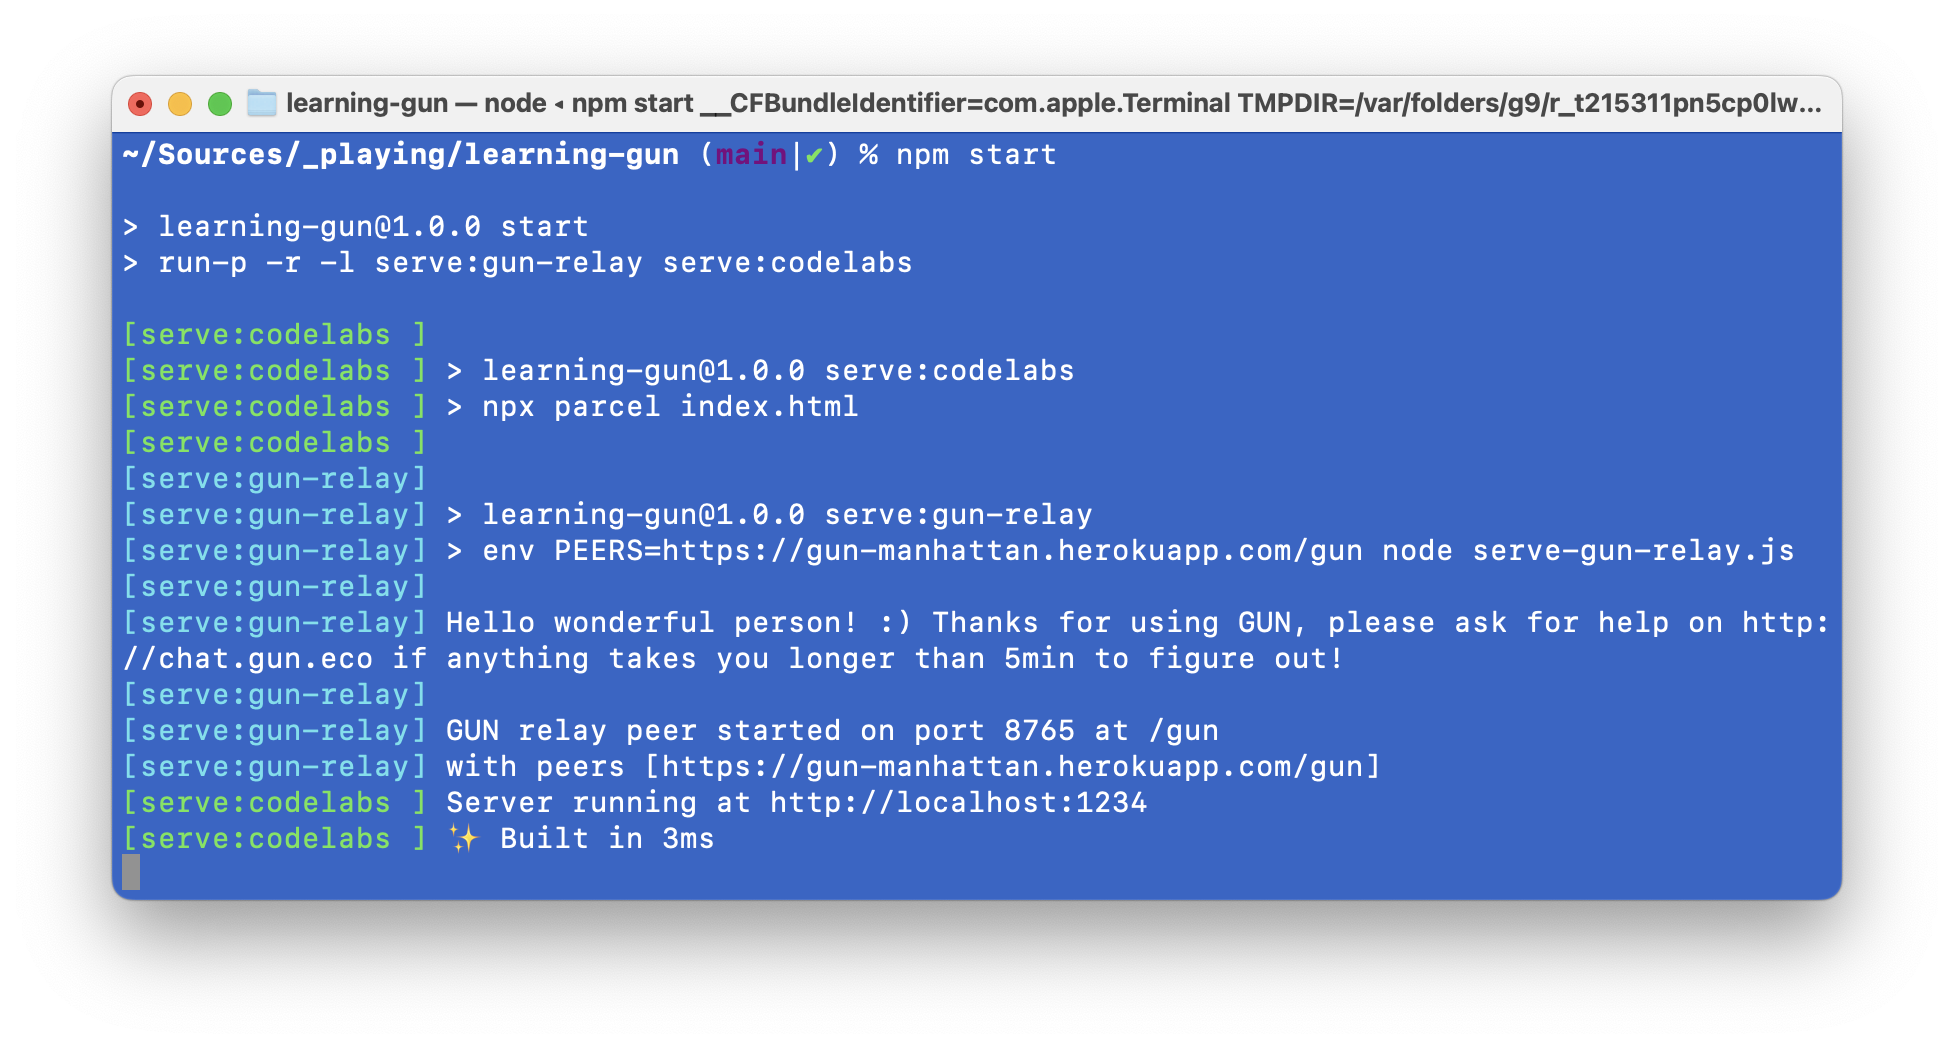 learning-gun — node ◂ npm start __CFBundleIdentifier=com.apple.Terminal TMPDIR=/var/folders/g9/r_t215311pn5cp0lw...
~/Sources/_playing/learning-gun (main|✔) % npm start
> learning-gun@1.0.0 start
> run-p -r -l serve:gun-relay serve:codelabs
[serve:codelabs ]
[serve:codelabs ] > learning-gun@1.0.0 serve:codelabs
[serve:codelabs ] > npx parcel index.html
[serve:codelabs ]
[serve:gun-relay]
[serve:gun-relay] > learning-gun@1.0.0 serve:gun-relay
[serve:gun-relay] > env PEERS=https://gun-manhattan.herokuapp.com/gun node serve-gun-relay.js
[serve:gun-relay]
[serve:gun-relay] Hello wonderful person! :) Thanks for using GUN, please ask for help on http:
//chat.gun.eco if anything takes you longer than 5min to figure out!
[serve:gun-relay]
[serve:gun-relay] GUN relay peer started on port 8765 at /gun
[serve:gun-relay] with peers [https://gun-manhattan.herokuapp.com/gun]
[serve:codelabs ] Server running at http://localhost:1234
[serve:codelabs ] ✨ Built in 3ms